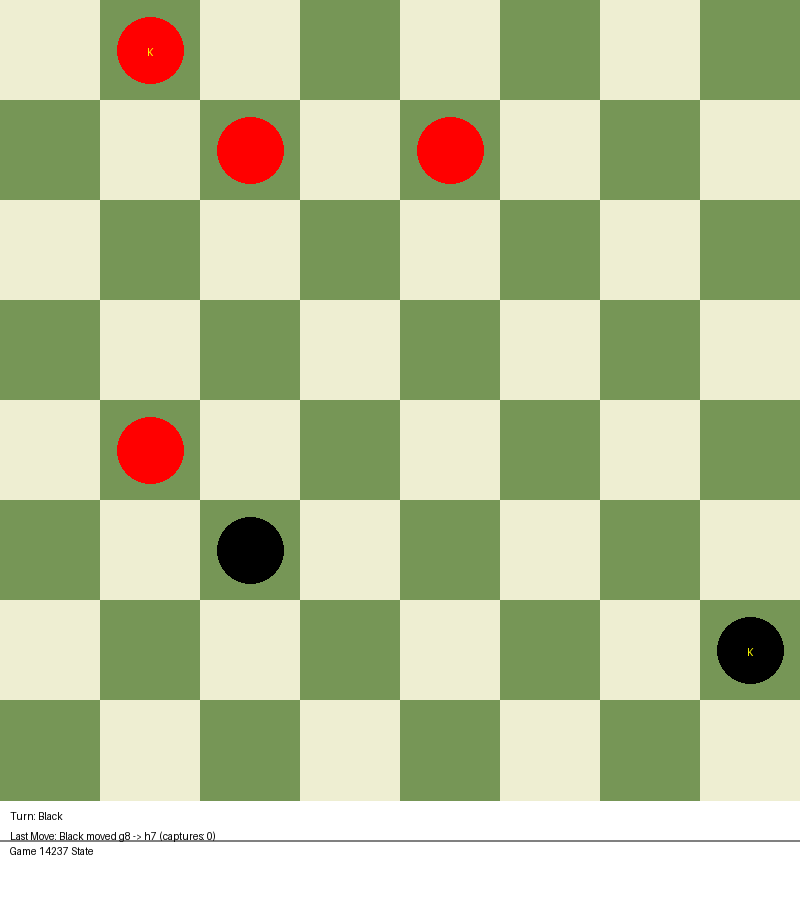 K
K
Turn: Black
Last Move: Black moved g8 -> h7 (captures: 0)
Game 14237 State